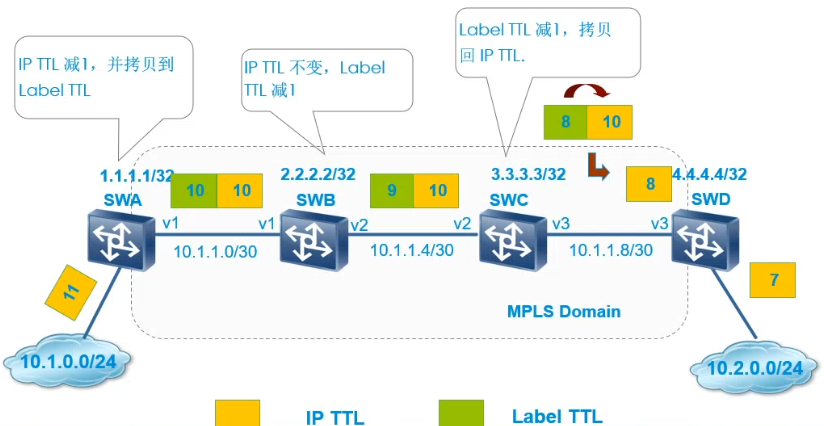 Label TTL 减1，拷贝
回 IP TTL.
IP TTL 减1，并拷贝到
Label TTL
IP TTL 不变，Label
TTL 减1
8 10
1.1.1.1/32
2.2.2.2/32
3.3.3.3/32
4.4.4.4/32
SWA
10 10
SWB
9 10
SWC
8
SWD
v1
v1
v2
v2
v3
v3
10.1.1.0/30
10.1.1.4/30
10.1.1.8/30
11
7
MPLS Domain
10.1.0.0/24
10.2.0.0/24
IP TTL
Label TTL